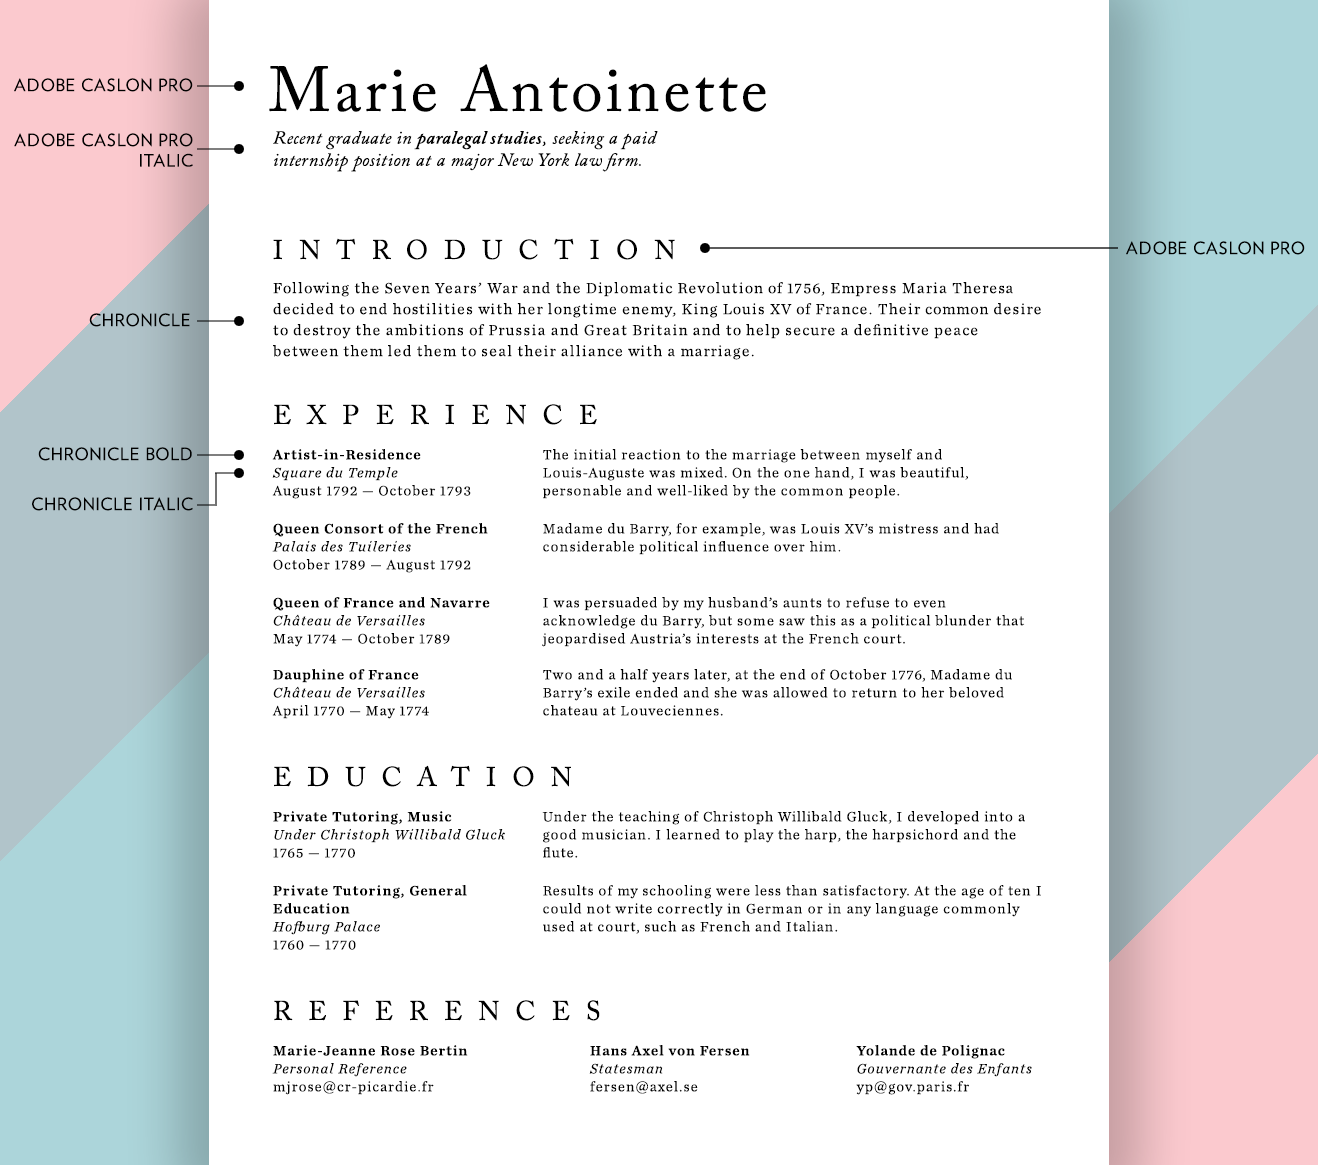 ADOBE CASLON PRO
Marie Antoinette
ADOBE CASLON PRO
ITALIC
Recent graduate in paralegal studies, seeking a paid
internship position at a major New York law firm.
INTRODUCTION
ADOBE CASLON PRO
CHRONICLE
Following the Seven Years’ War and the Diplomatic Revolution of 1756, Empress Maria Theresa
decided to end hostilities with her longtime enemy, King Louis XV of France. Their common desire
to destroy the ambitions of Prussia and Great Britain and to help secure a definitive peace
between them led them to seal their alliance with a marriage.
EXPERIENCE
CHRONICLE BOLD
CHRONICLE ITALIC
Artist-in-Residence
Square du Temple
August 1792 — October 1793
The initial reaction to the marriage between myself and
Louis-Auguste was mixed. On the one hand, I was beautiful,
personable and well-liked by the common people.
Queen Consort of the French
Palais des Tuileries
October 1789 — August 1792
Madame du Barry, for example, was Louis XV’s mistress and had
considerable political influence over him.
Queen of France and Navarre
Château de Versailles
May 1774 — October 1789
I was persuaded by my husband’s aunts to refuse to even
acknowledge du Barry, but some saw this as a political blunder that
jeopardised Austria’s interests at the French court.
Dauphine of France
Château de Versailles
April 1770 — May 1774
Two and a half years later, at the end of October 1776, Madame du
Barry’s exile ended and she was allowed to return to her beloved
chateau at Louveciennes.
EDUCATION
Private Tutoring, Music
Under Christoph Willibald Gluck
1765 — 1770
Under the teaching of Christoph Willibald Gluck, I developed into a
good musician. I learned to play the harp, the harpsichord and the
flute.
Private Tutoring, General
Education
Hofburg Palace
1760 — 1770
Results of my schooling were less than satisfactory. At the age of ten I
could not write correctly in German or in any language commonly
used at court, such as French and Italian.
REFERENCES
Marie-Jeanne Rose Bertin
Personal Reference
mjrose@cr-picardie.fr
Hans Axel von Fersen
Statesman
fersen@axel.se
Yolande de Polignac
Gouvernante des Enfants
yp@gov.paris.fr